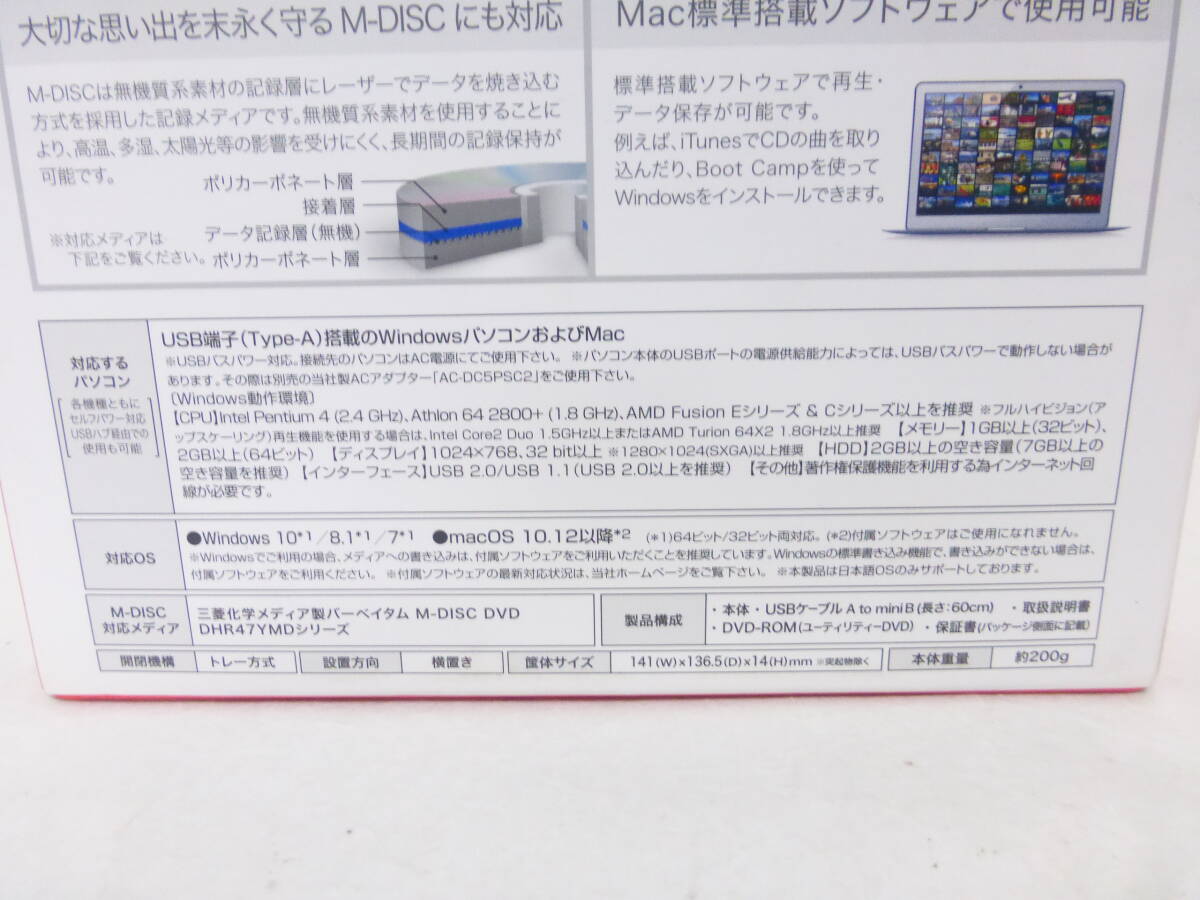 大切な思い出を末永く守る M-DISC にも対応
M-DISCは無機質系素材の記録層にレーザーでデータを焼き込む
方式を採用した記録メディアです。無機質系素材を使用することに
より、高温、多湿、太陽光等の影響を受けにくく、長期間の記録保持が
可能です。
ポリカーボネート層
接着層
データ記録層(無機)
ポリカーボネート層
※対応メディアは
下記をご覧ください。
Mac標準搭載ソフトウェアで使用可能
標準搭載ソフトウェアで再生・
データ保存が可能です。
例えば、iTunesでCDの曲を取り
込んだり、Boot Campを使って
Windowsをインストールできます。
対応する
パソコン
各機種ともに
セルフパワー対応
USBハブ経由での
使用も可能
USB端子(Type-A)搭載のWindowsパソコンおよびMac
※USBバスパワー対応。接続先のパソコンはAC電源にてご使用下さい。 ※パソコン本体のUSBポートの電源供給能力によっては、USBバスパワーで動作しない場合が
あります。その際は別売の当社製ACアダプター「AC-DC5PSC2」をご使用下さい。
〔Windows動作環境〕
【CPU】Intel Pentium 4 (2.4 GHz)、Athlon 64 2800+ (1.8 GHz)、AMD Fusion Eシリーズ & Cシリーズ以上を推奨 ※フルハイビジョン(ア
ップスケーリング)再生機能を使用する場合は、Intel Core2 Duo 1.5GHz以上またはAMD Turion 64X2 1.8GHz以上推奨 【メモリー】1GB以上(32ビット)、
2GB以上(64ビット) 【ディスプレイ】1024×768、32 bit以上 ※1280×1024(SXGA)以上推奨 【HDD】2GB以上の空き容量(7GB以上の
空き容量を推奨) 【インターフェース】USB 2.0/USB 1.1(USB 2.0以上を推奨) 【その他】著作権保護機能を利用する為インターネット回
線が必要です。
対応OS
●Windows 10*1/8.1*1/7*1 ●macOS 10.12以降*2 (*1)64ビット/32ビット両対応。(*2)付属ソフトウェアはご使用になれません。
※Windowsでご利用の場合、メディアへの書き込みは、付属ソフトウェアをご利用いただくことを推奨しています。Windowsの標準書き込み機能で、書き込みができない場合は、
付属ソフトウェアをご利用ください。 ※付属ソフトウェアの最新対応状況は、当社ホームページをご覧下さい。 ※本製品は日本語OSのみサポートしております。
M-DISC
対応メディア
三菱化学メディア製バーベイタム M-DISC DVD
DHR47YMDシリーズ
製品構成
・本体・USBケーブル A to miniB (長さ:60cm) ・取扱説明書
・DVD-ROM(ユーティリティーDVD) ・保証書(パッケージ側面に記載)
開閉機構 トレー方式 設置方向 横置き 筐体サイズ 141(W)×136.5(D)×14(H)mm ※突起物除く 本体重量 約200g